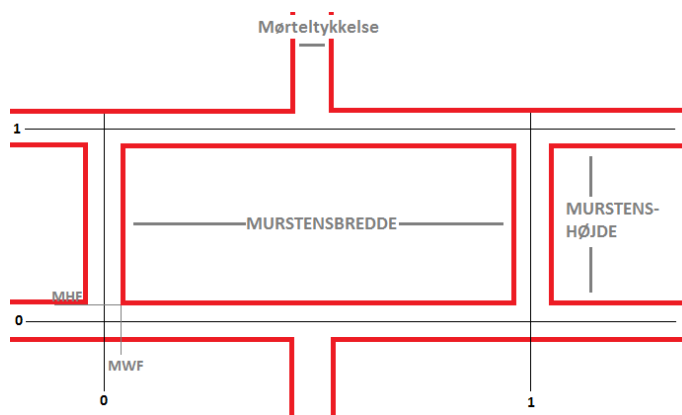 Mørteltykkelse
1
MURSTENSBREDDE
MURSTENS-
HØJDE
MHF
0
MWF
0
1